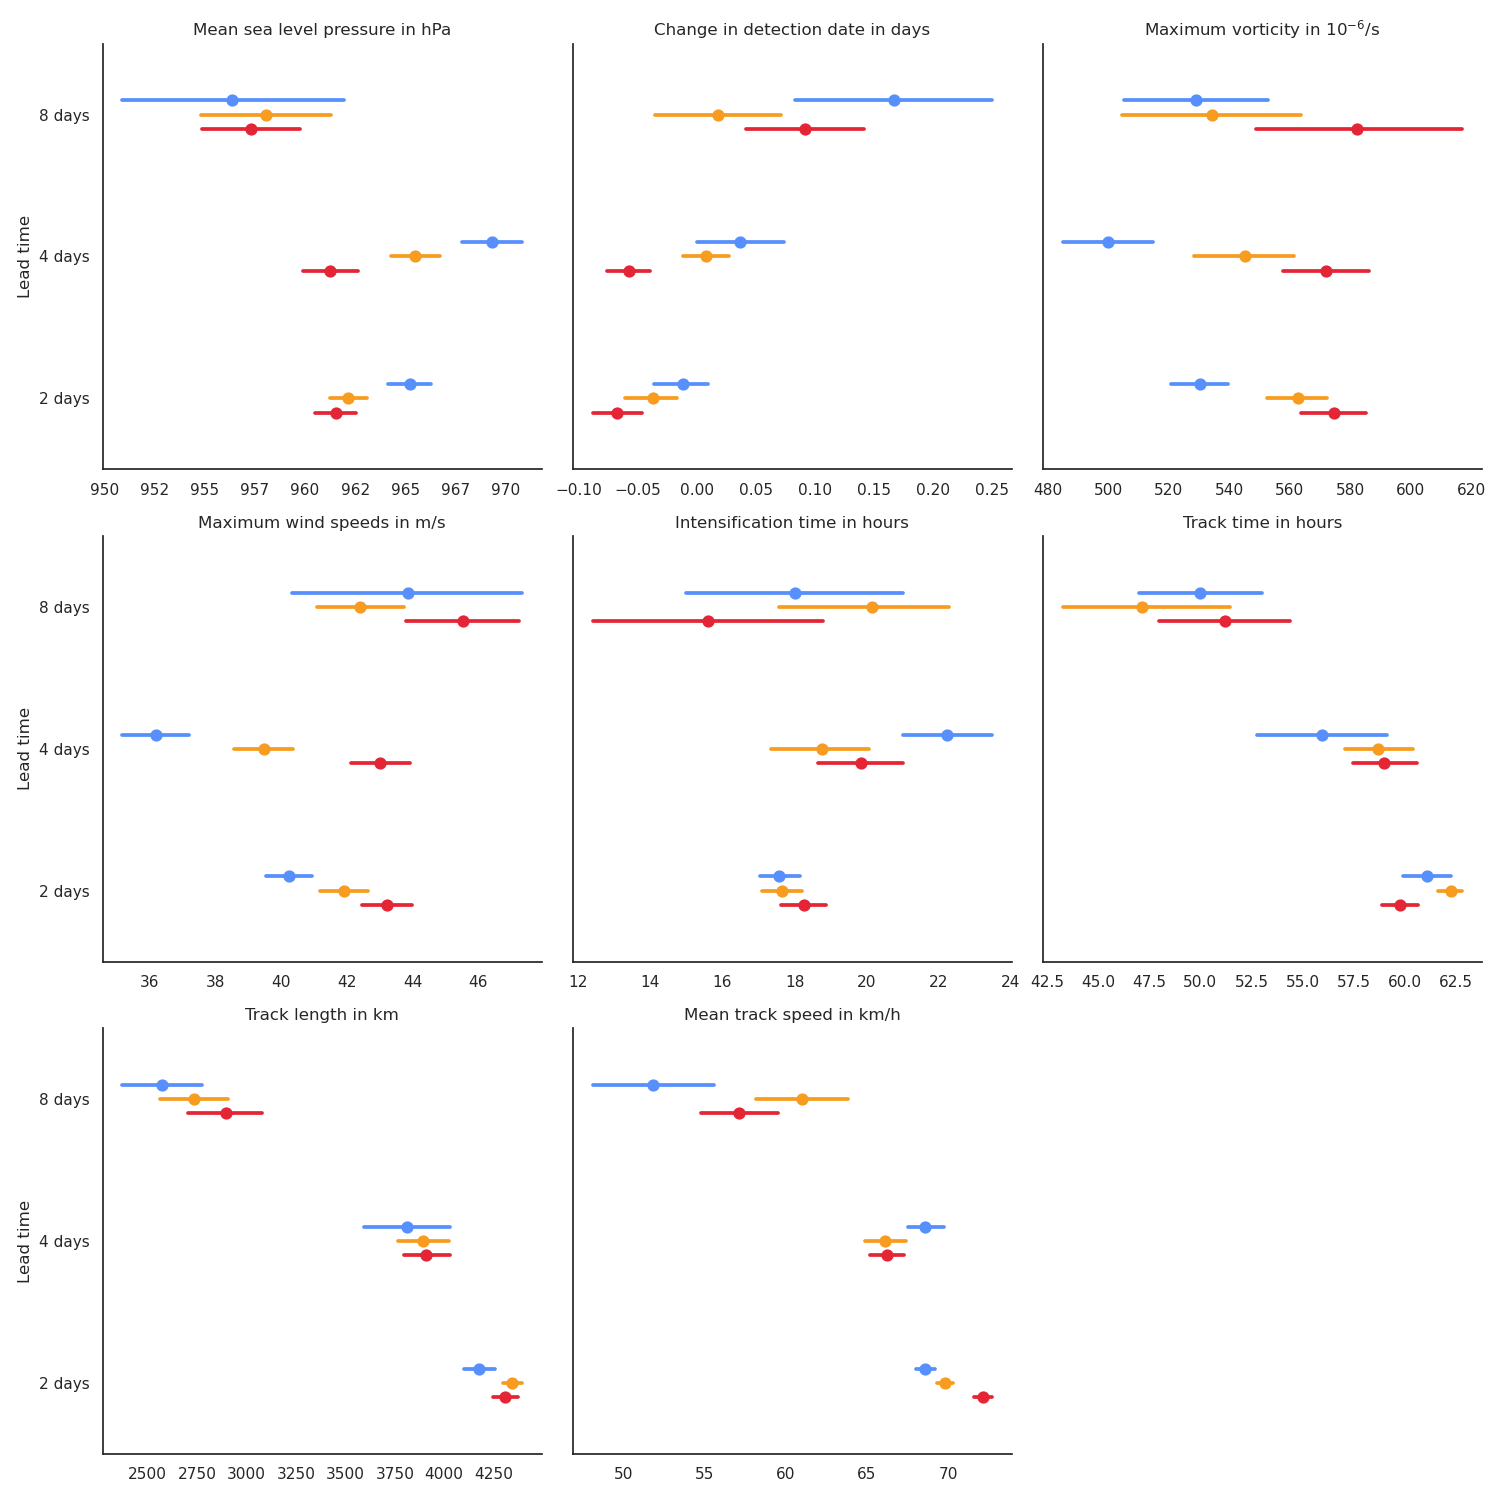 Mean sea level pressure in hPa
Change in detection date in days
Maximum vorticity in 10⁻⁶/s
8 days
4 days
2 days
Lead time
950 952 955 957 960 962 965 967 970
−0.10 −0.05 0.00 0.05 0.10 0.15 0.20 0.25
480 500 520 540 560 580 600 620
Maximum wind speeds in m/s
Intensification time in hours
Track time in hours
8 days
4 days
2 days
Lead time
36 38 40 42 44 46
12 14 16 18 20 22 24
42.5 45.0 47.5 50.0 52.5 55.0 57.5 60.0 62.5
Track length in km
Mean track speed in km/h
8 days
4 days
2 days
Lead time
2500 2750 3000 3250 3500 3750 4000 4250
50 55 60 65 70